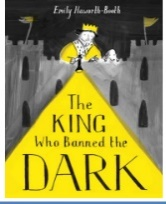 Emily Haworth-Booth
The
KING
Who Banned the
DARK